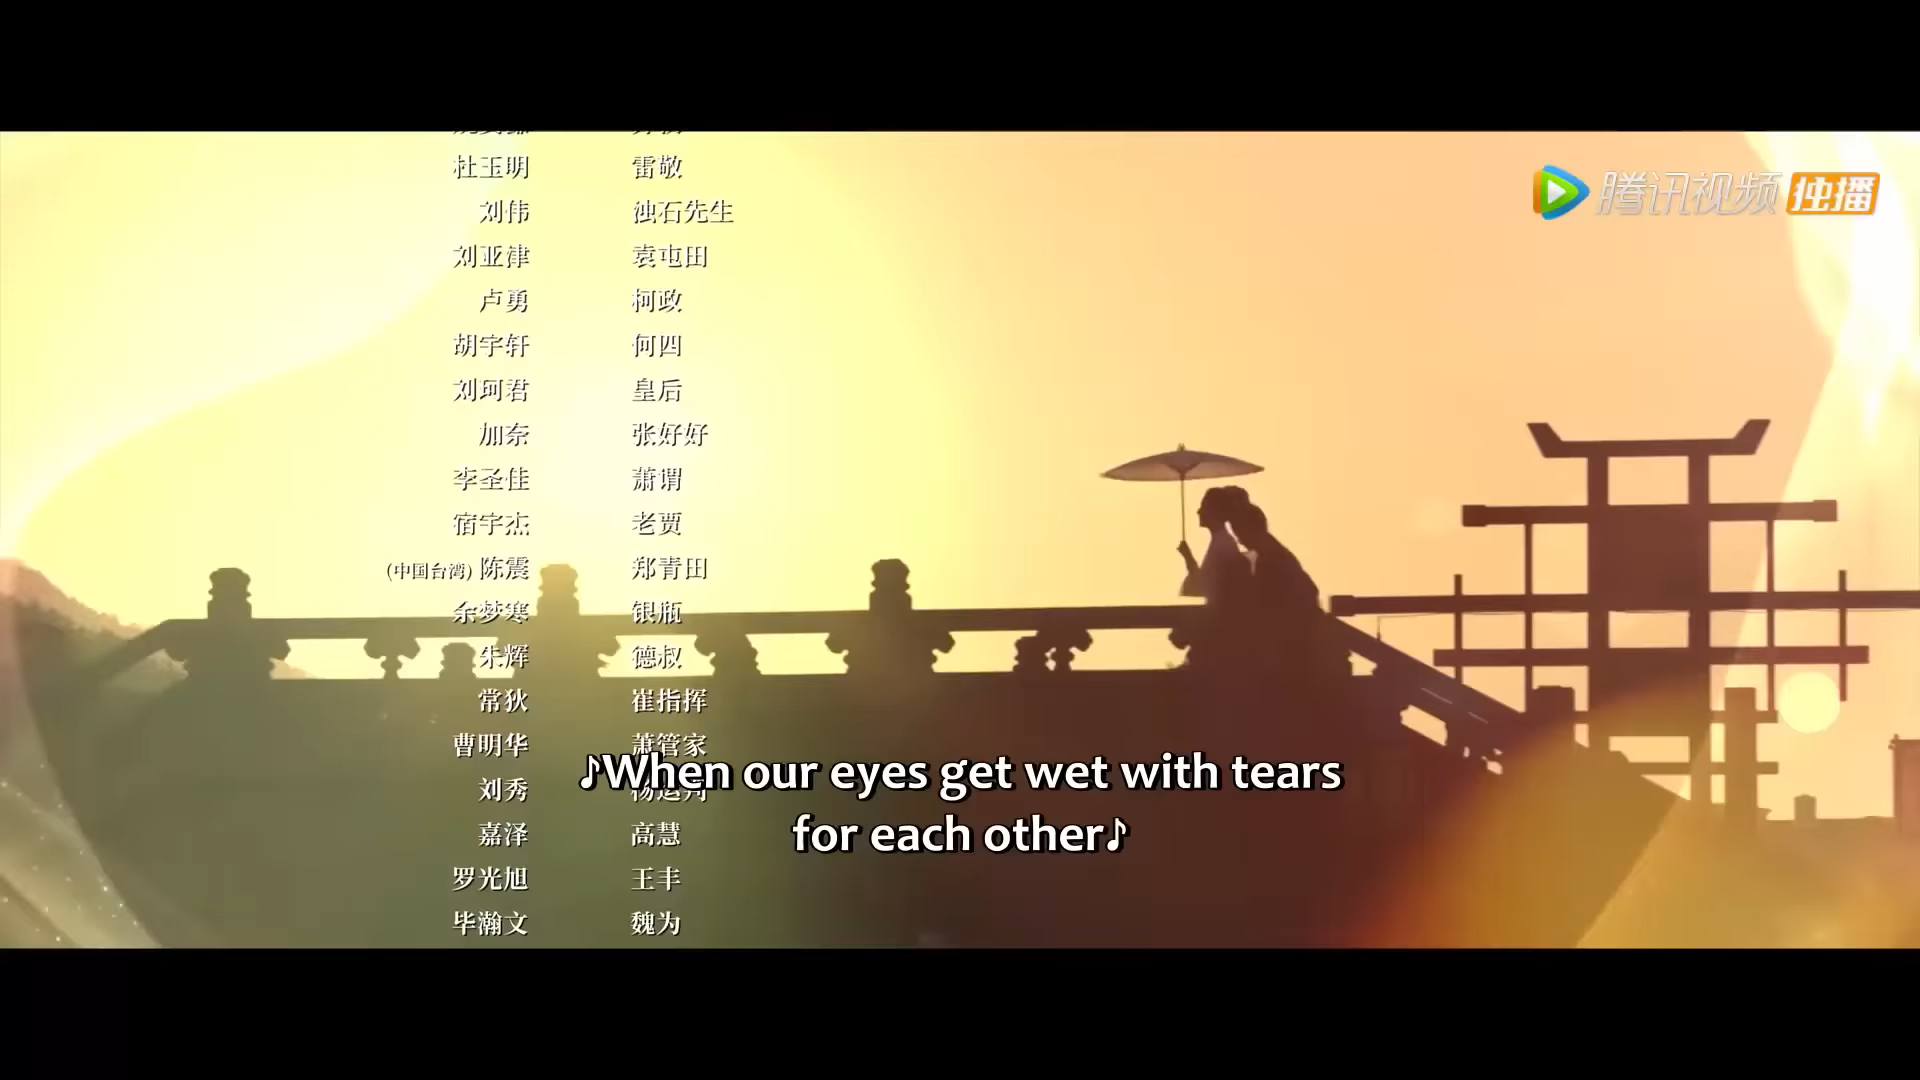 腾讯视频 独播
杜玉明 雷敬
刘伟 浊石先生
刘亚津 袁屯田
卢勇 柯政
胡宇轩 何四
刘珂君 皇后
加奈 张好好
李圣佳 萧谓
宿宇杰 老贾
(中国台湾) 陈震 郑青田
余梦寒 银瓶
朱辉 德叔
常狄 崔指挥
曹明华 萧管家
刘秀
嘉泽 高慧
罗光旭 王丰
毕瀚文 魏为
♪When our eyes get wet with tears
for each other♪